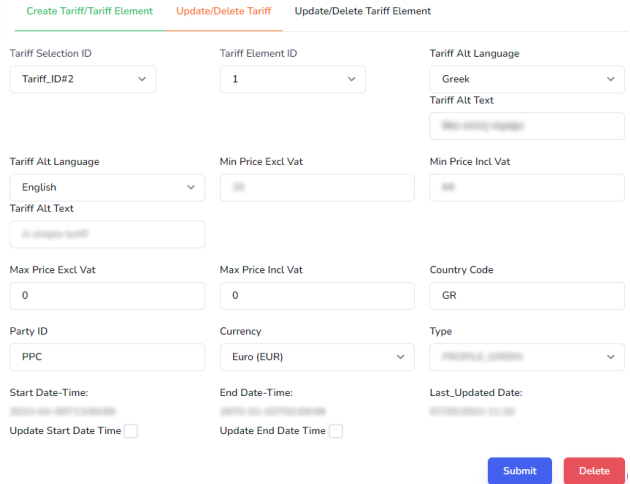 Create Tariff/Tariff Element Update/Delete Tariff Update/Delete Tariff Element
Tariff Selection ID Tariff Element ID Tariff Alt Language
Tariff_ID#2 1 Greek
Tariff Alt Text
Tariff Alt Language Min Price Excl Vat Min Price Incl Vat
English
Tariff Alt Text
Max Price Excl Vat Max Price Incl Vat Country Code
0 0 GR
Party ID Currency Type
PPC Euro (EUR)
Start Date-Time: End Date-Time: Last_Updated Date:
Update Start Date Time Update End Date Time
Submit Delete